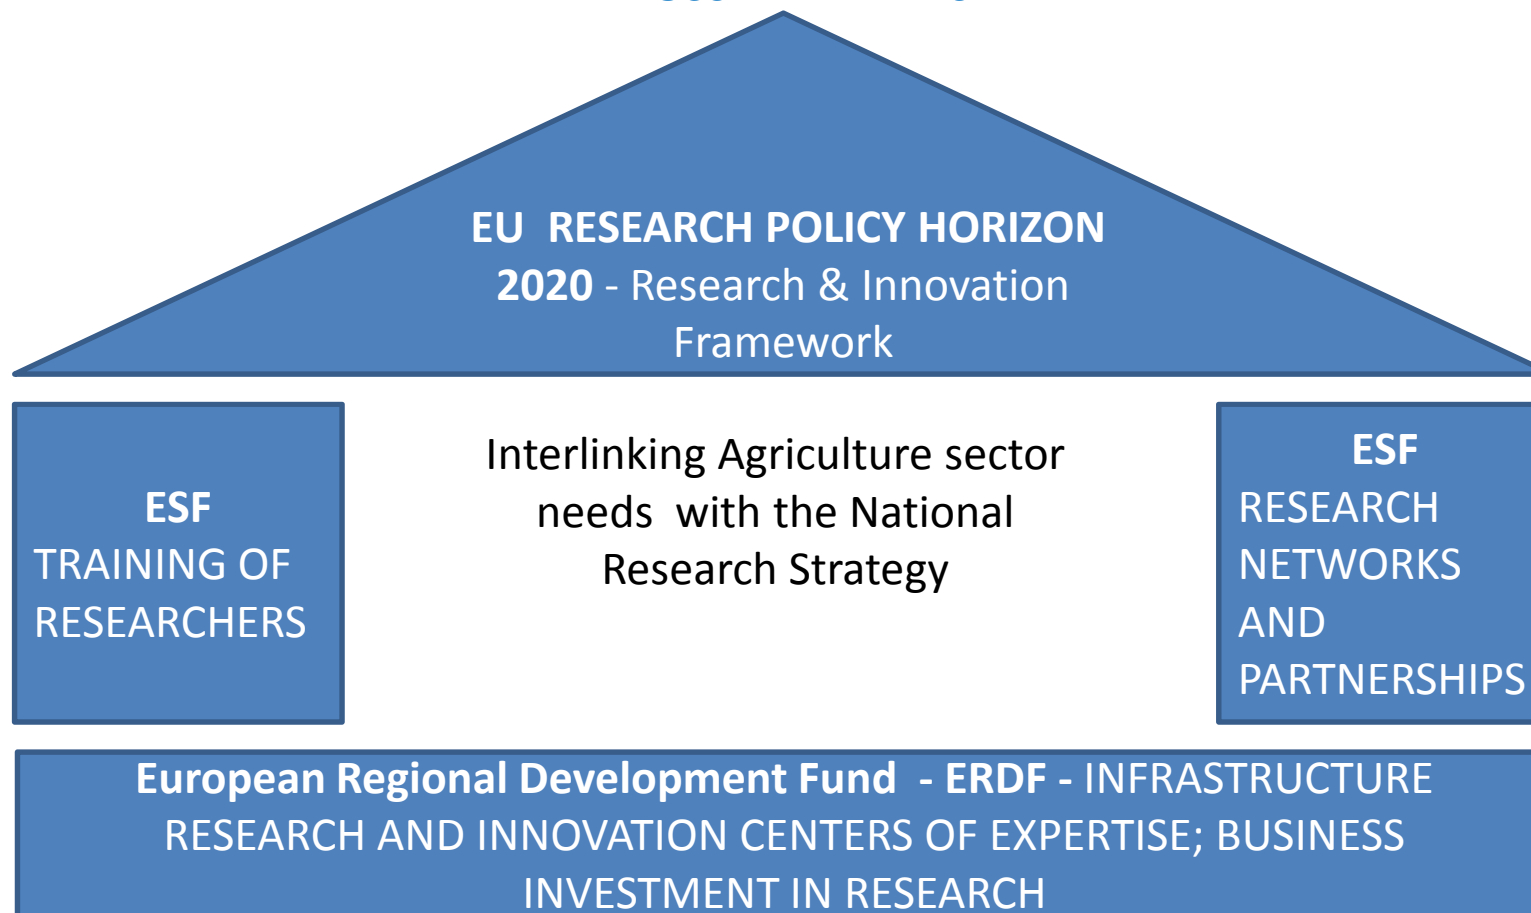 EU RESEARCH POLICY HORIZON
2020 - Research & Innovation
Framework
ESF
TRAINING OF
RESEARCHERS
Interlinking Agriculture sector
needs with the National
Research Strategy
ESF
RESEARCH
NETWORKS
AND
PARTNERSHIPS
European Regional Development Fund - ERDF - INFRASTRUCTURE
RESEARCH AND INNOVATION CENTERS OF EXPERTISE; BUSINESS
INVESTMENT IN RESEARCH